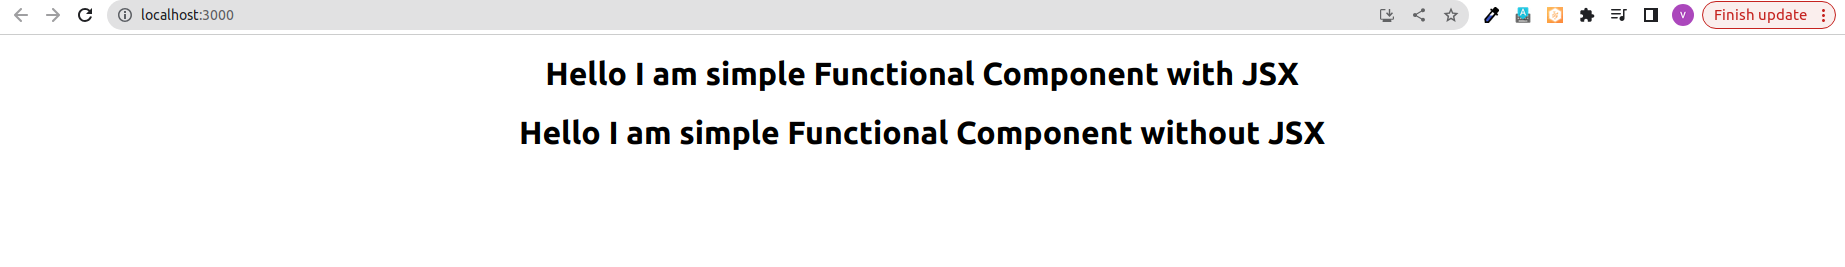 localhost:3000
A
V
Finish update
Hello I am simple Functional Component with JSX
Hello I am simple Functional Component without JSX